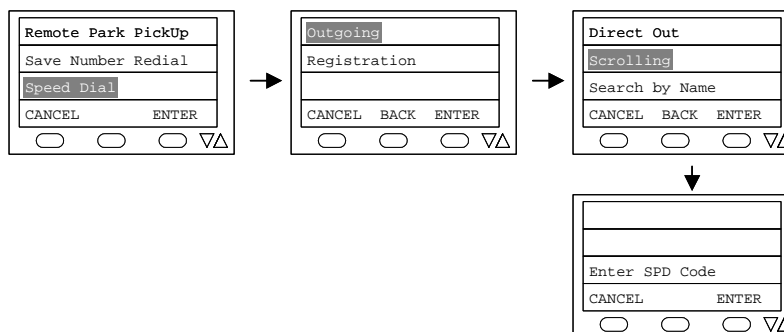 Remote Park PickUp
Save Number Redial
Speed Dial
CANCEL ENTER
Outgoing
Registration
CANCEL BACK ENTER
Direct Out
Scrolling
Search by Name
CANCEL BACK ENTER
Enter SPD Code
CANCEL ENTER